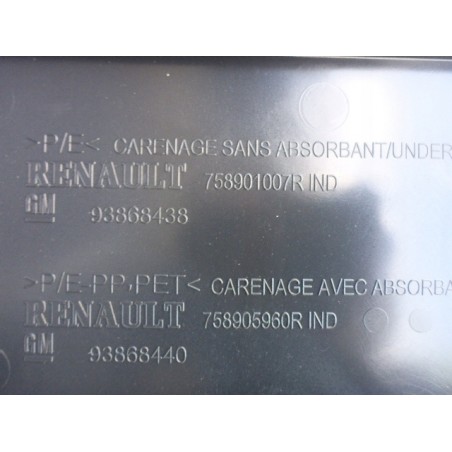 >P/E< CARENAGE SANS ABSORBANT/UNDER
RENAULT 758901007R IND
GM 93868438
>P/E-PP-PET< CARENAGE AVEC ABSORBA
RENAULT 758905960R IND
GM 93868440